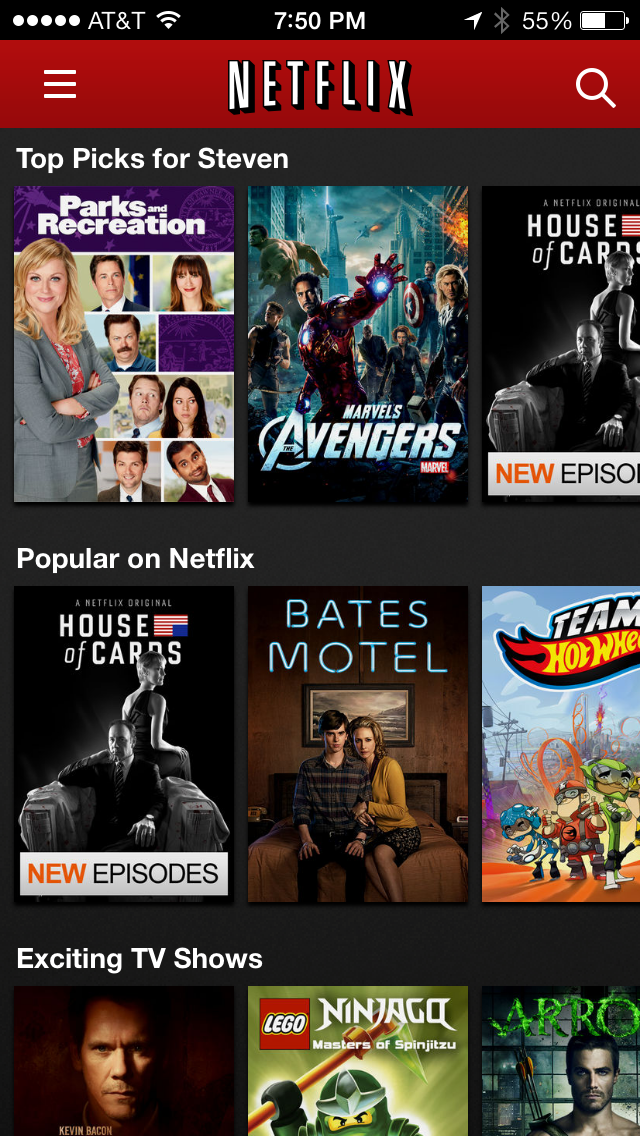 AT&T 7:50 PM 55%
NETFLIX
Top Picks for Steven
Parks and
Recreation
MARVEL'S
THE AVENGERS
MARVEL
A NETFLIX ORIGINAL
HOUSE
of CARDS
NEW EPISO
Popular on Netflix
A NETFLIX ORIGINAL
HOUSE
of CARDS
NEW EPISODES
BATES
MOTEL
TEAM
HOT WHEE
Exciting TV Shows
KEVIN BACON
LEGO NINJAGO
Masters of Spinjitzu
ARRO